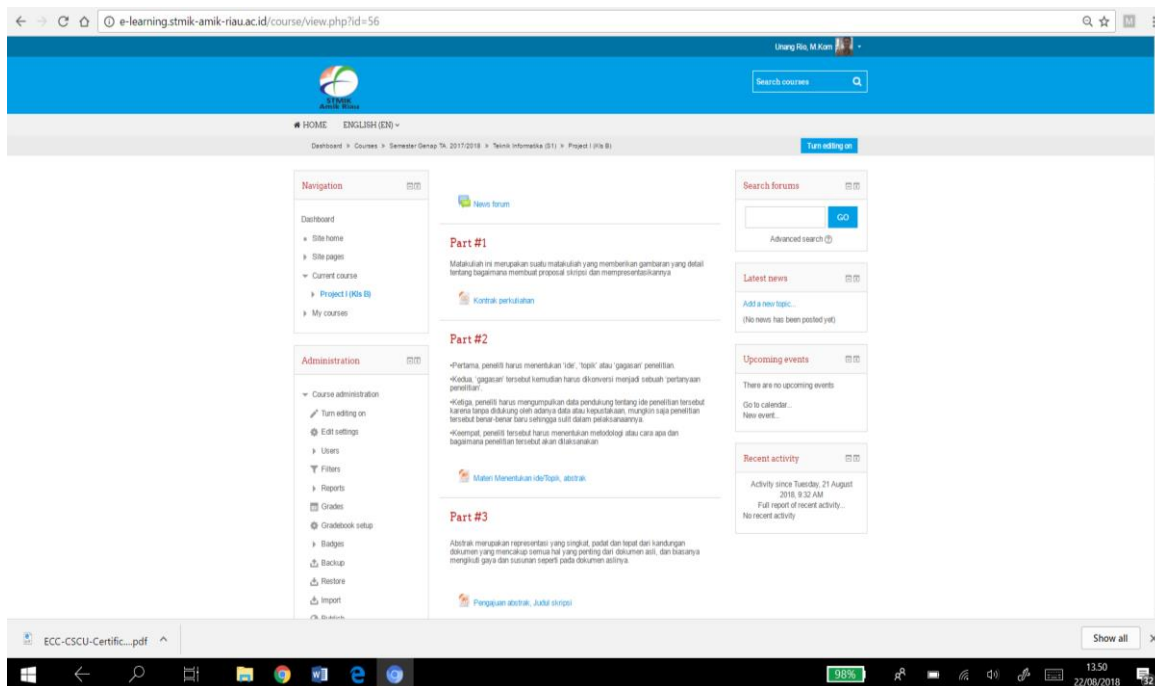 e-learning.stmik-amik-riau.ac.id/course/view.php?id=56
Unang Rio, M.Kom
STMIK
Amik Riau
Search courses
HOME ENGLISH (EN)
Dashboard > Courses > Semester Genap TA. 2017/2018 > Teknik Informatika (S1) > Project I (Kls B)
Turn editing on
Navigation
Dashboard
Site home
Site pages
Current course
Project I (Kls B)
My courses
Administration
Course administration
Turn editing on
Edit settings
Users
Filters
Reports
Grades
Gradebook setup
Badges
Backup
Restore
Import
Publish
News forum
Part #1
Matakuliah ini merupakan suatu matakuliah yang memberikan gambaran yang detail
tentang bagaimana membuat proposal skripsi dan mempresentasikannya
Kontrak perkuliahan
Part #2
•Pertama, peneliti harus menentukan 'ide', 'topik' atau 'gagasan' penelitian.
•Kedua, 'gagasan' tersebut kemudian harus dikonversi menjadi sebuah 'pertanyaan
penelitian'.
•Ketiga, peneliti harus mengumpulkan data pendukung tentang ide penelitian tersebut
karena tanpa didukung oleh adanya data atau kepustakaan, mungkin saja penelitian
tersebut benar-benar baru sehingga sulit dalam pelaksanaannya.
•Keempat, peneliti tersebut harus menentukan metodologi atau cara apa dan
bagaimana penelitian tersebut akan dilaksanakan
Materi Menentukan ide/Topik, abstrak
Part #3
Abstrak merupakan representasi yang singkat, padat dan tepat dari kandungan
dokumen yang mencakup semua hal yang penting dari dokumen asli, dan biasanya
mengikuti gaya dan susunan seperti pada dokumen aslinya.
Pengajuan abstrak, Judul skripsi
Search forums
GO
Advanced search
Latest news
Add a new topic...
(No news has been posted yet)
Upcoming events
There are no upcoming events
Go to calendar...
New event...
Recent activity
Activity since Tuesday, 21 August
2018, 9:32 AM
Full report of recent activity...
No recent activity
ECC-CSCU-Certific....pdf
Show all
98%
13.50
22/08/2018
32